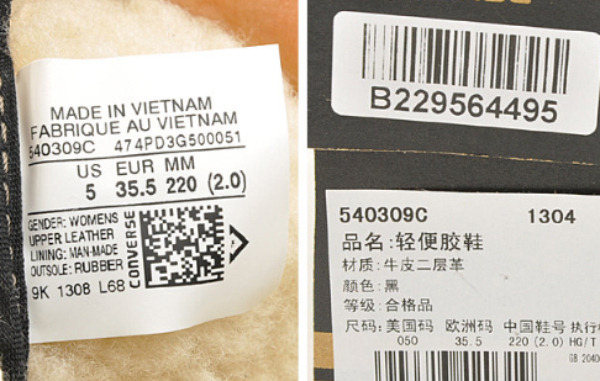 MADE IN VIETNAM
FABRIQUE AU VIETNAM
540309C 474PD3G500051
US EUR MM
5 35.5 220 (2.0)
GENDER: WOMENS
UPPER: LEATHER
LINING: MAN-MADE
OUTSOLE: RUBBER
CONVERSE
9K 1308 L68
B229564495
540309C 1304
品名:轻便胶鞋
材质:牛皮二层革
颜色:黑
等级:合格品
尺码:美国码 欧洲码 中国鞋号 执行
050 35.5 220 (2.0) HG/T
GB 2040